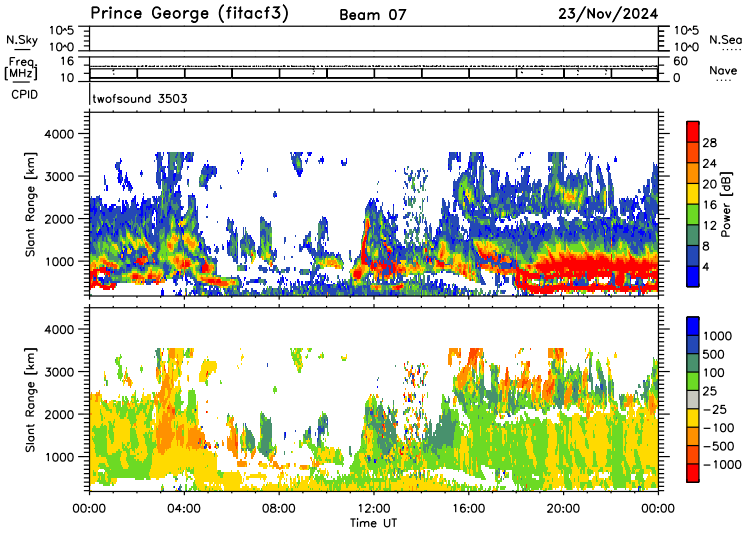 Prince George (fitacf3) Beam 07 23/Nov/2024
N.Sky 10^5 10^0 10^5 10^0 N.Sea
Freq. [MHz] 16 10 60 0 Nave
CPID twofsound 3503
Slant Range [km] 4000 3000 2000 1000
28 24 20 16 12 8 4 Power [dB]
Slant Range [km] 4000 3000 2000 1000
1000 500 100 25 -25 -100 -500 -1000
00:00 04:00 08:00 12:00 16:00 20:00 00:00
Time UT